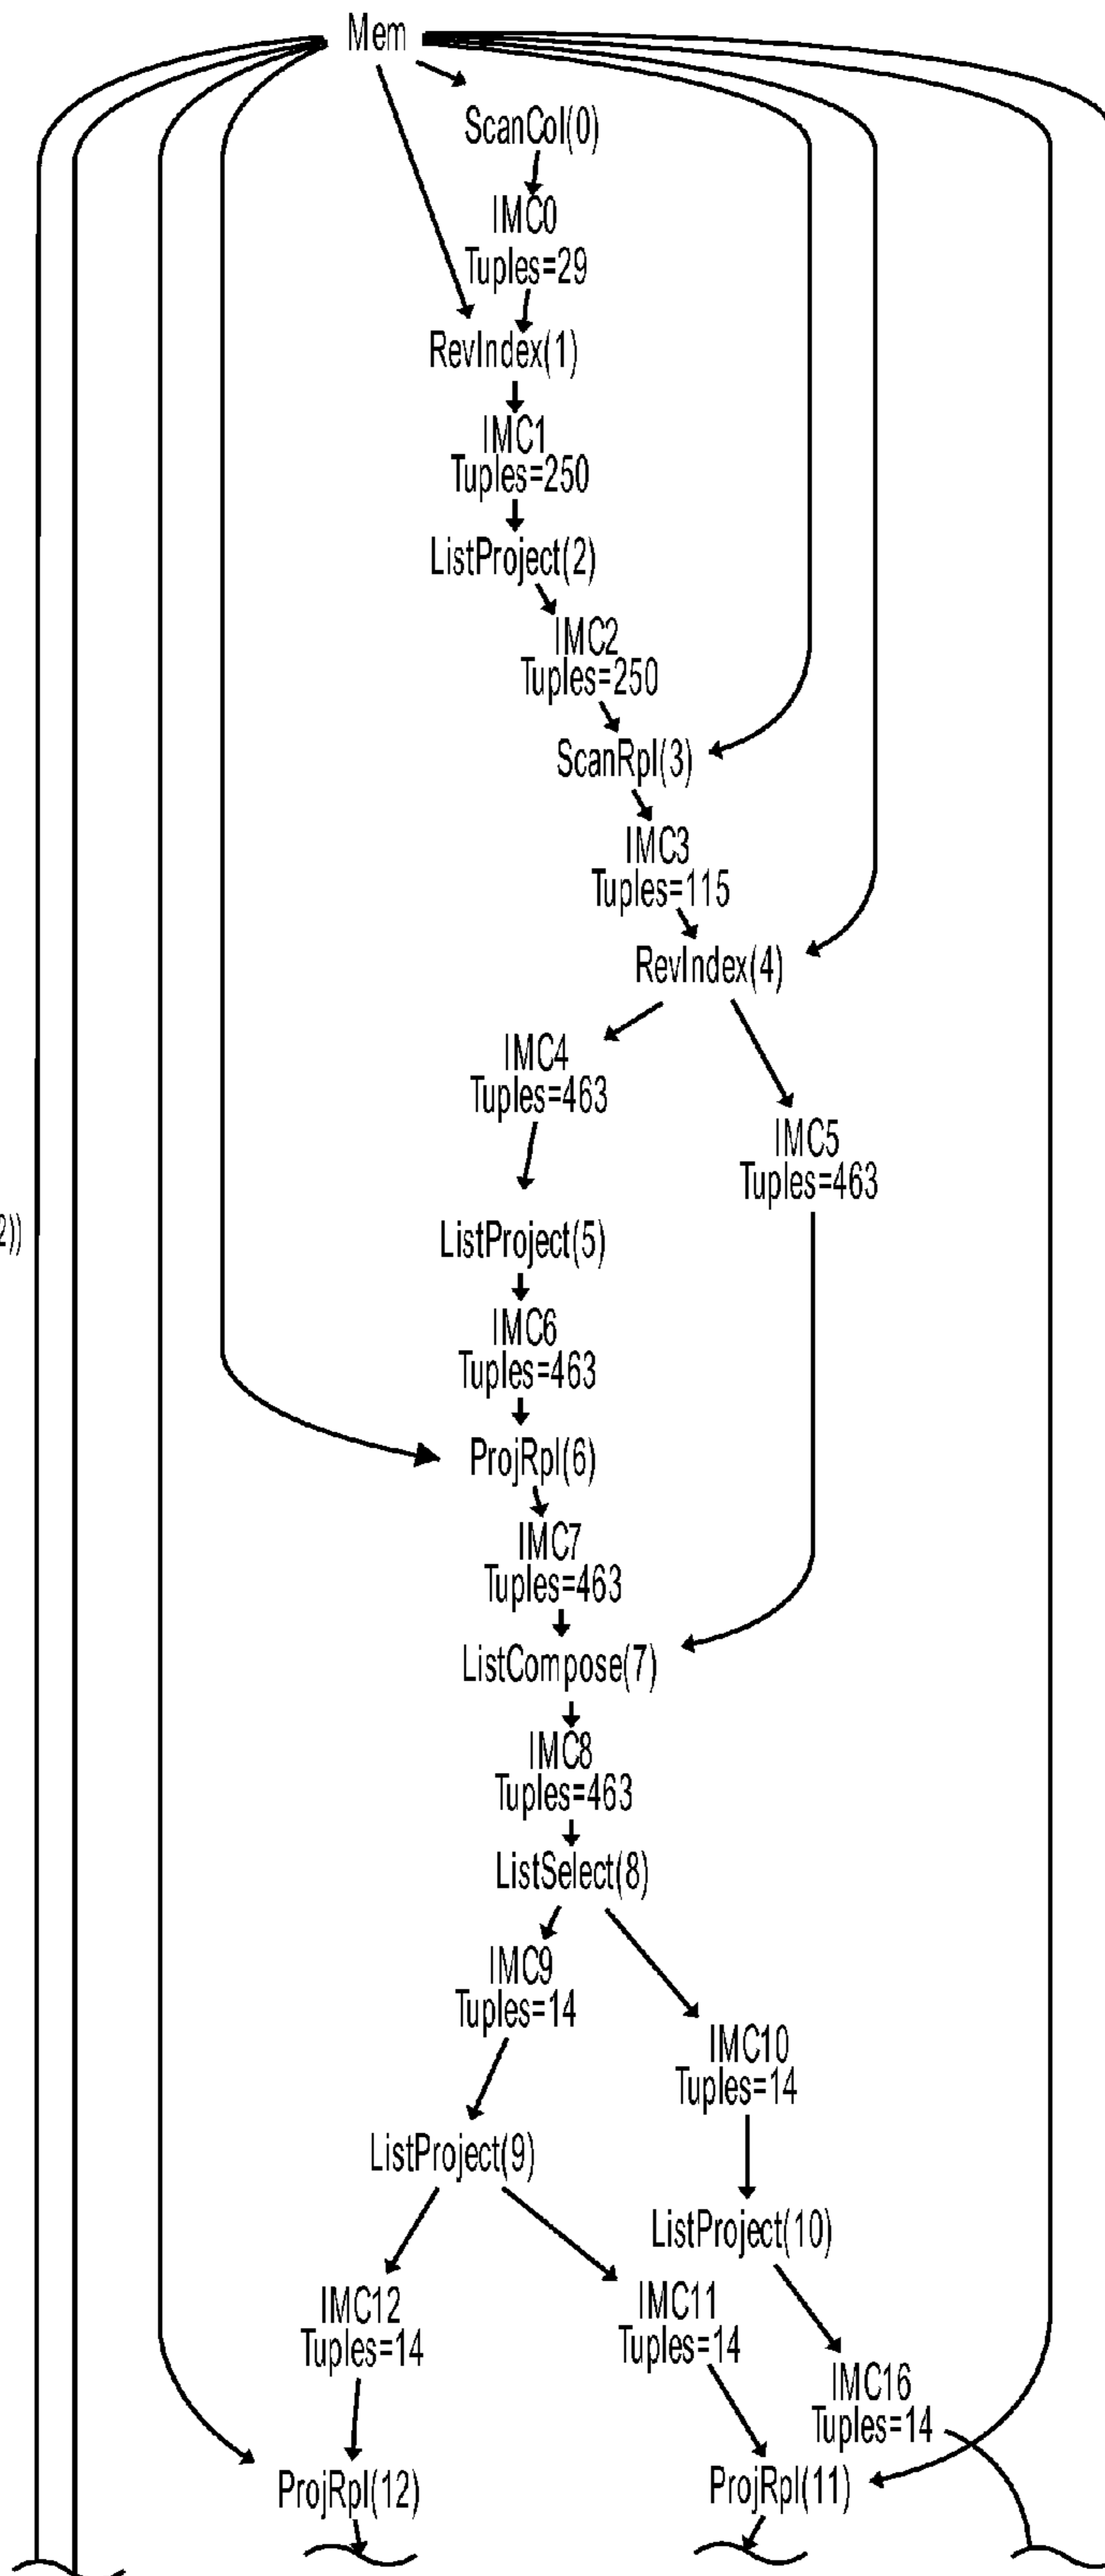 Mem
ScanCol(0)
IMC0
Tuples=29
RevIndex(1)
IMC1
Tuples=250
ListProject(2)
IMC2
Tuples=250
ScanRpl(3)
IMC3
Tuples=115
RevIndex(4)
IMC4
Tuples=463
IMC5
Tuples=463
2))
ListProject(5)
IMC6
Tuples=463
ProjRpl(6)
IMC7
Tuples=463
ListCompose(7)
IMC8
Tuples=463
ListSelect(8)
IMC9
Tuples=14
IMC10
Tuples=14
ListProject(9)
ListProject(10)
IMC12
Tuples=14
IMC11
Tuples=14
IMC16
Tuples=14
ProjRpl(12)
ProjRpl(11)